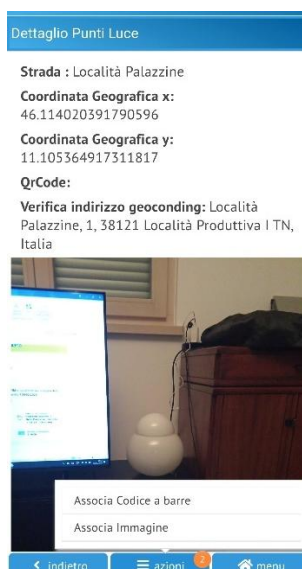 Dettaglio Punti Luce
Strada : Località Palazzine
Coordinata Geografica x:
46.114020391790596
Coordinata Geografica y:
11.105364917311817
QrCode:
Verifica indirizzo geoconding: Località
Palazzine, 1, 38121 Località Produttiva I TN,
Italia
Associa Codice a barre
Associa Immagine
indietro
azioni
2
menu